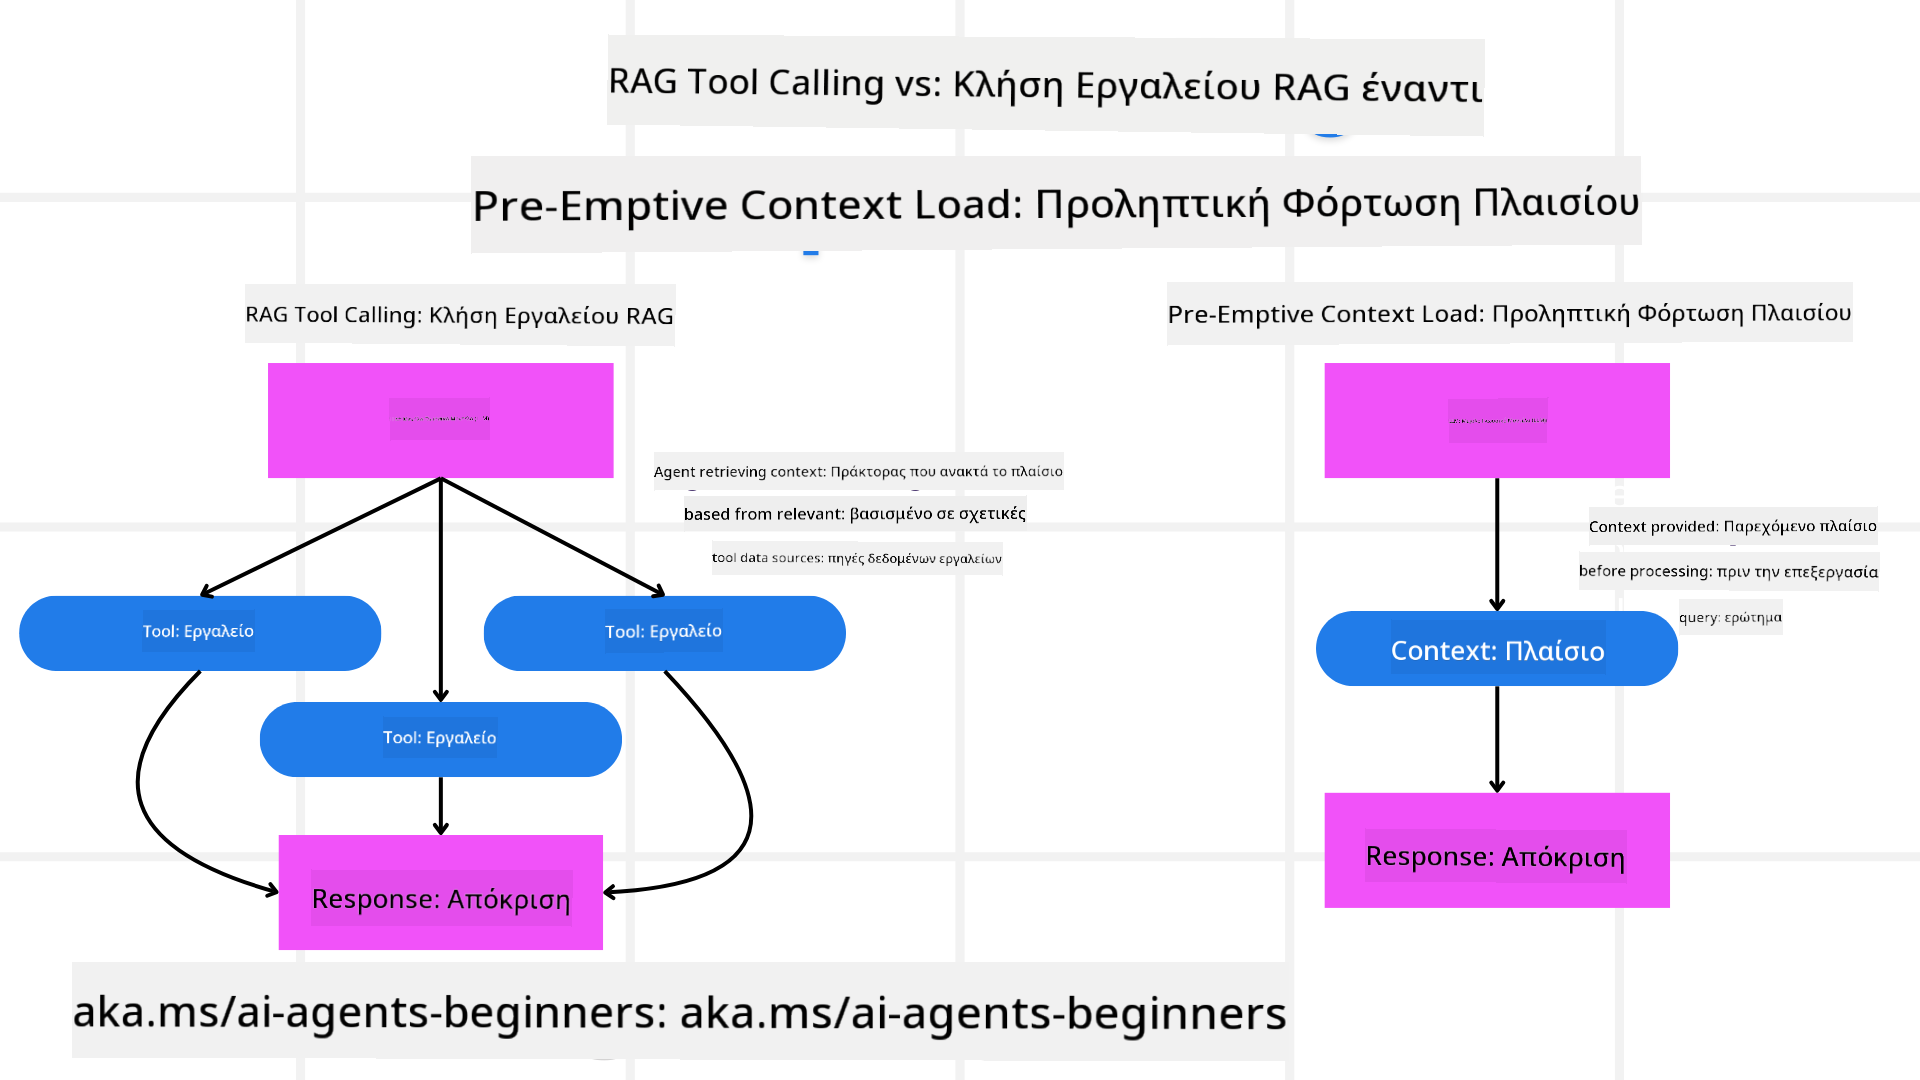 RAG Tool Calling vs: Κλήση Εργαλείου RAG έναντι
Pre-Emptive Context Load: Προληπτική Φόρτωση Πλαισίου
RAG Tool Calling: Κλήση Εργαλείου RAG
Agent retrieving context: Πράκτορας που ανακτά το πλαίσιο
based from relevant: βασισμένο σε σχετικές
tool data sources: πηγές δεδομένων εργαλείων
Tool: Εργαλείο
Tool: Εργαλείο
Tool: Εργαλείο
Response: Απόκριση
Pre-Emptive Context Load: Προληπτική Φόρτωση Πλαισίου
Context provided: Παρεχόμενο πλαίσιο
before processing: πριν την επεξεργασία
query: ερώτημα
Context: Πλαίσιο
Response: Απόκριση
aka.ms/ai-agents-beginners: aka.ms/ai-agents-beginners